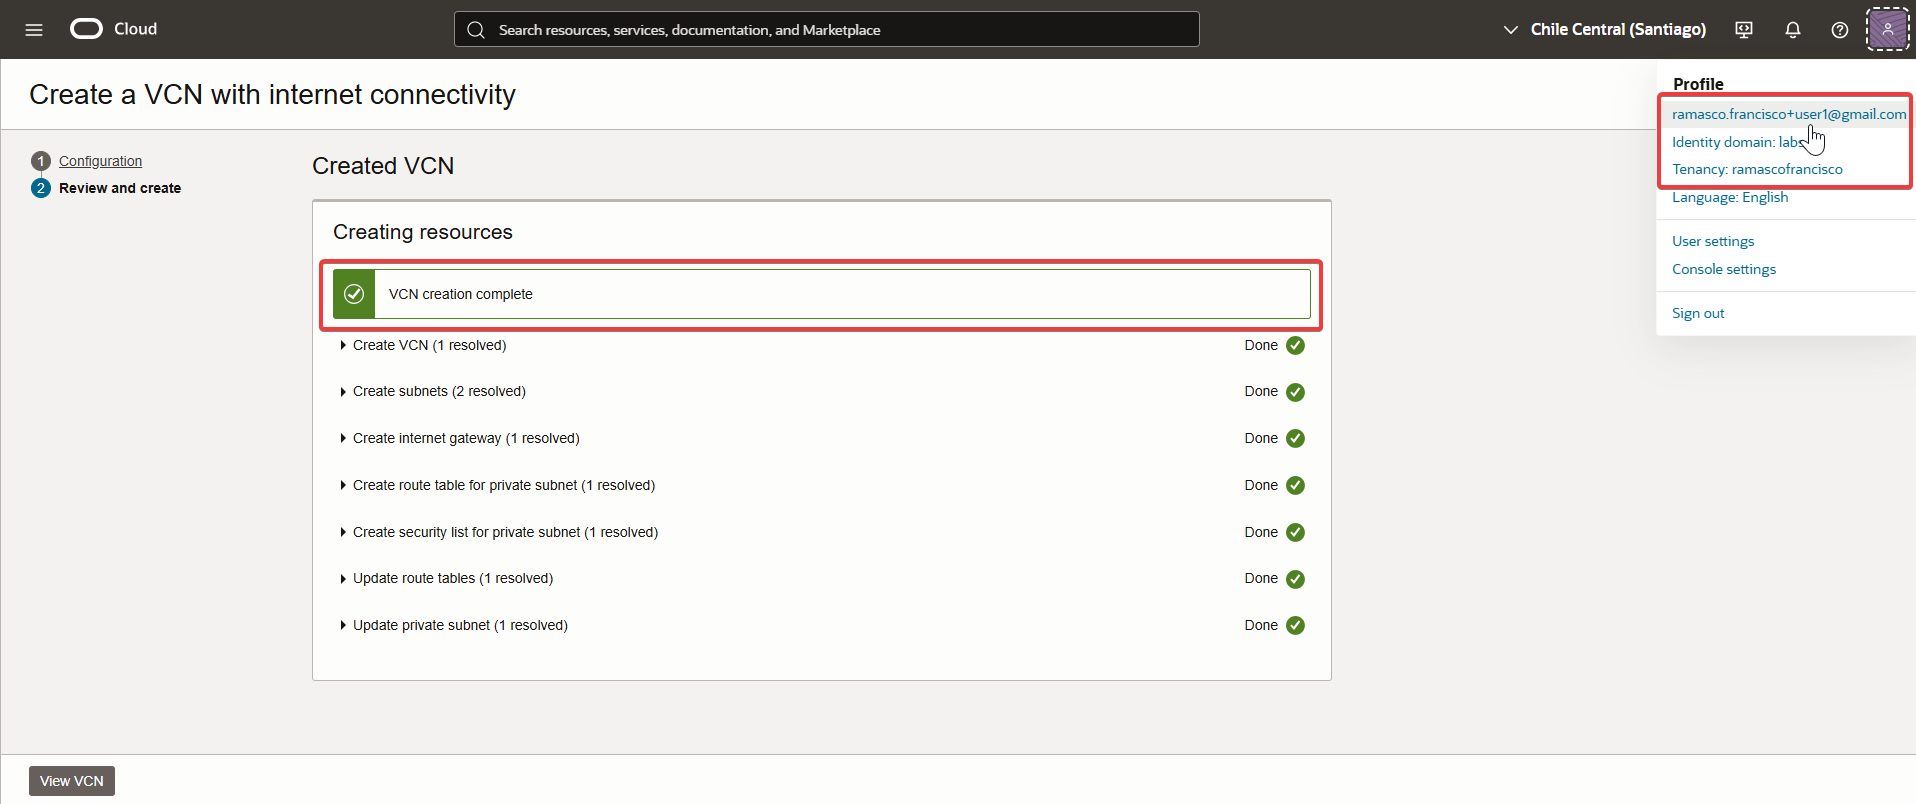 Cloud
Search resources, services, documentation, and Marketplace
Chile Central (Santiago)
Create a VCN with internet connectivity
Profile
ramasco.francisco+user1@gmail.com
Identity domain: labs
Tenancy: ramascofrancisco
Language: English
User settings
Console settings
Sign out
1 Configuration
2 Review and create
Created VCN
Creating resources
VCN creation complete
Create VCN (1 resolved) Done
Create subnets (2 resolved) Done
Create internet gateway (1 resolved) Done
Create route table for private subnet (1 resolved) Done
Create security list for private subnet (1 resolved) Done
Update route tables (1 resolved) Done
Update private subnet (1 resolved) Done
View VCN